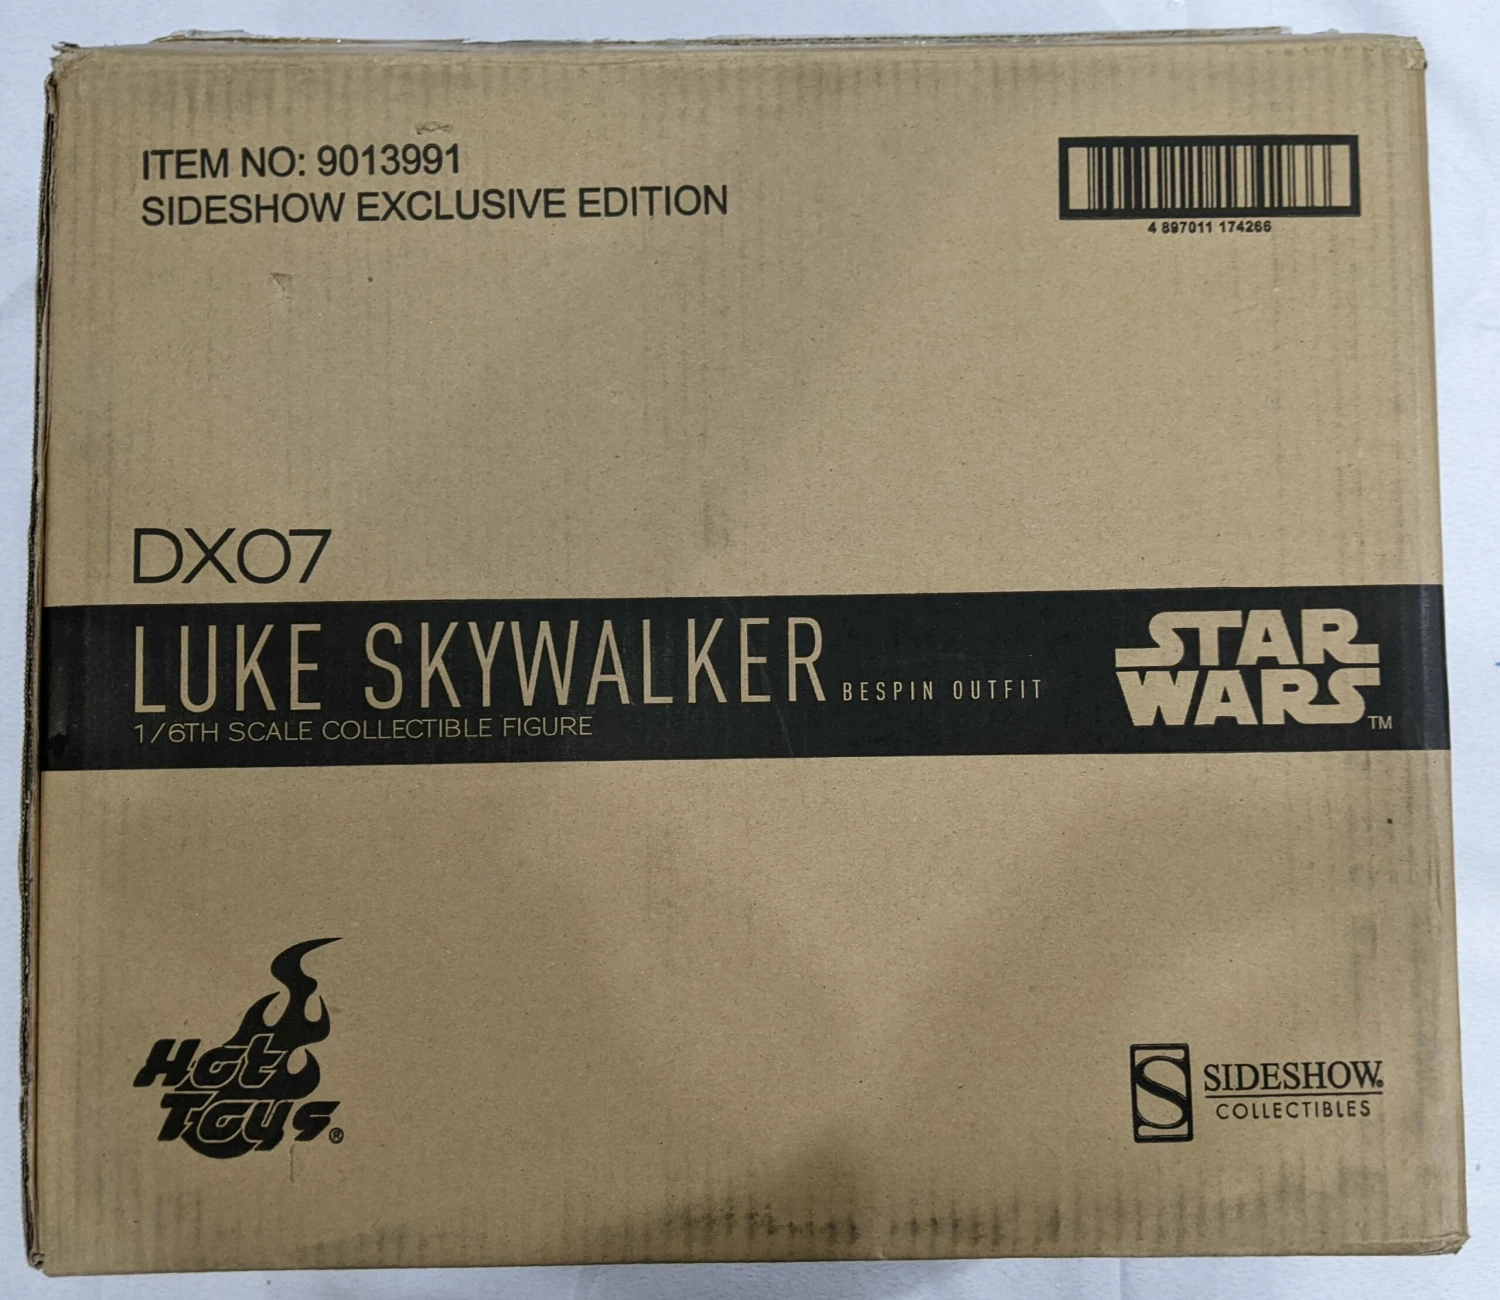 ITEM NO: 9013991
SIDESHOW EXCLUSIVE EDITION
4 897011 174266
DX07
LUKE SKYWALKER BESPIN OUTFIT
1/6TH SCALE COLLECTIBLE FIGURE
STAR
WARS TM
Hot
Toys ®
S SIDESHOW®
COLLECTIBLES